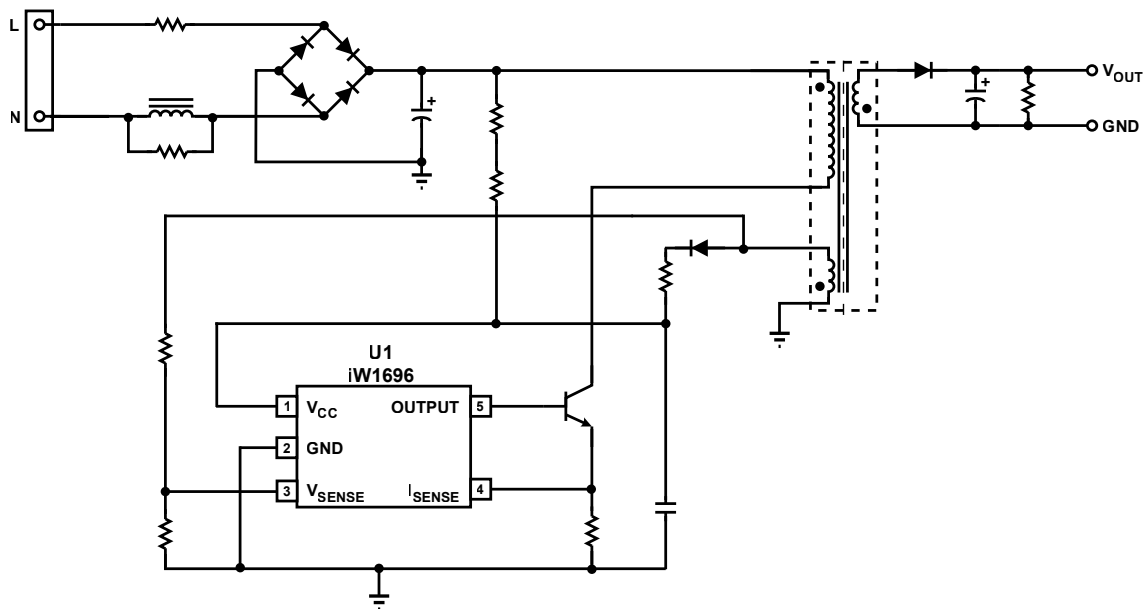 L
N
+
+
V_OUT
GND
U1
iW1696
1 V_CC
OUTPUT 5
2 GND
3 V_SENSE
I_SENSE 4